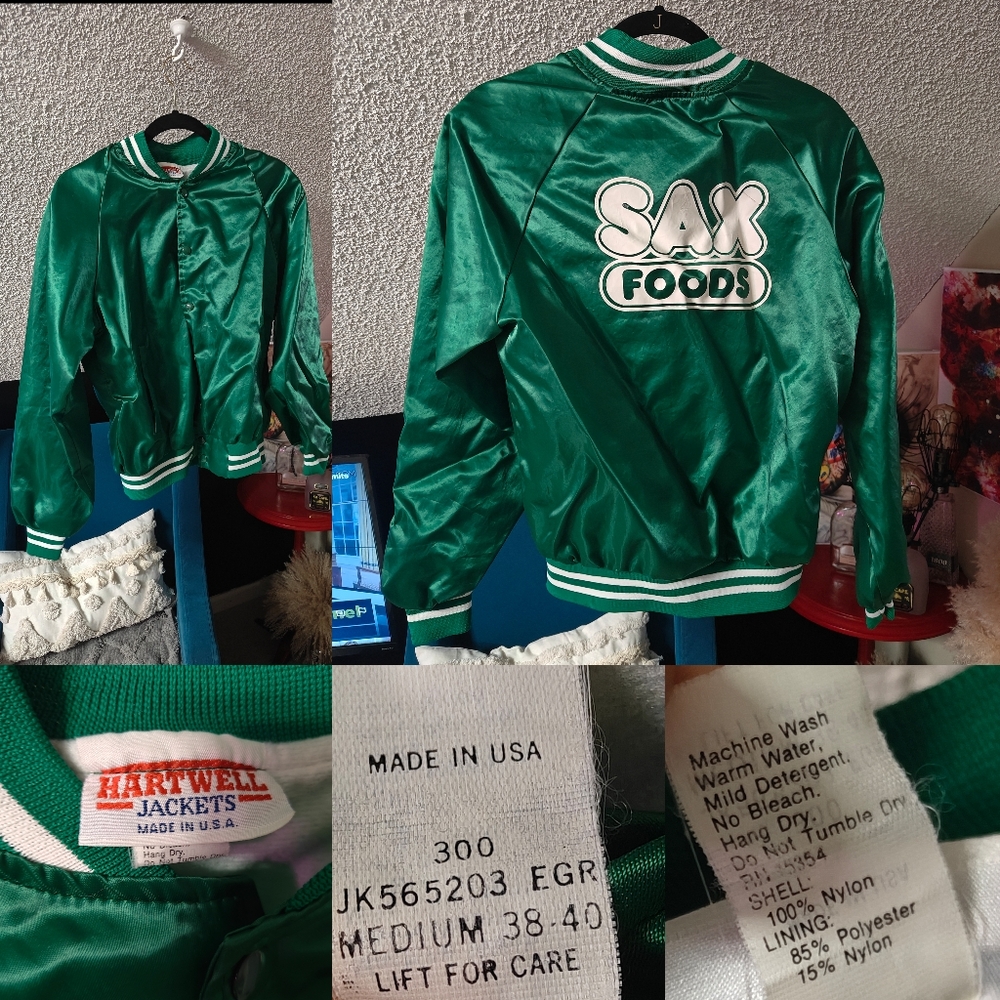 J
SAX
FOODS
HARTWELL
JACKETS
MADE IN U.S.A.
Hang Dry.
MADE IN USA
300
JK565203 EGR
MEDIUM 38-40
LIFT FOR CARE
Machine Wash
Warm Water,
Mild Detergent.
No Bleach.
Hang Dry.
Do Not Tumble Dry
SHELL:
100% Nylon
LINING:
85% Polyester
15% Nylon